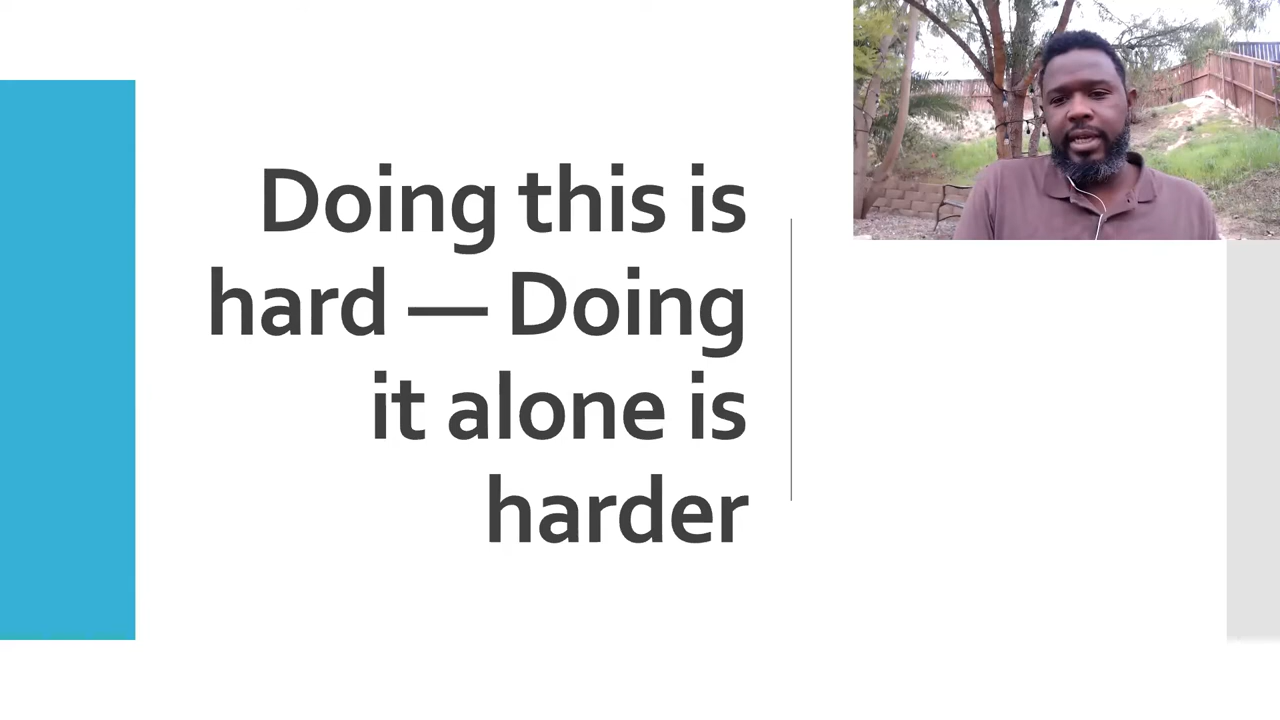 Doing this is
hard — Doing
it alone is
harder